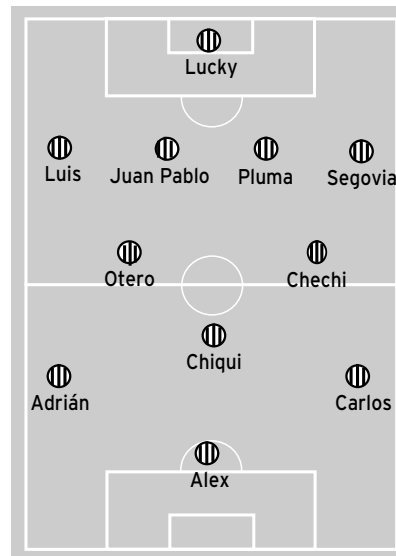 Lucky
Luis Juan Pablo Pluma Segovia
Otero Chechi
Chiqui
Adrián Carlos
Alex